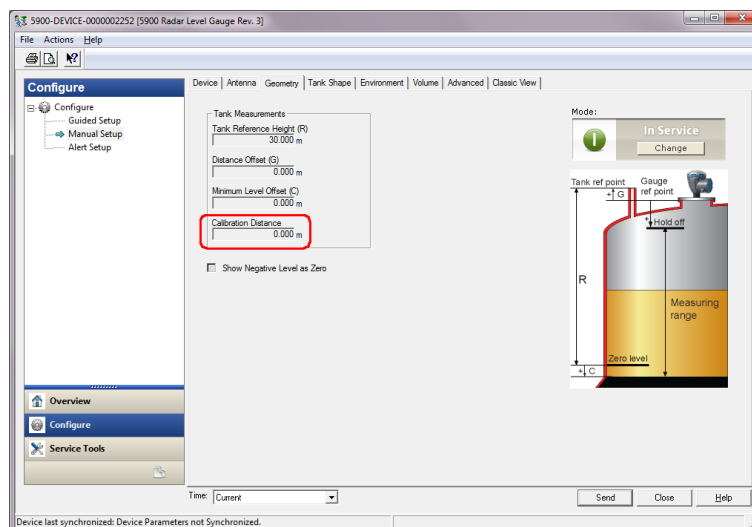 5900-DEVICE-0000002252 [5900 Radar Level Gauge Rev. 3]
File Actions Help
Configure
Configure
Guided Setup
Manual Setup
Alert Setup
Overview
Configure
Service Tools
Device Antenna Geometry Tank Shape Environment Volume Advanced Classic View
Tank Measurements
Tank Reference Height (R)
30.000 m
Distance Offset (G)
0.000 m
Minimum Level Offset (C)
0.000 m
Calibration Distance
0.000 m
Show Negative Level as Zero
Mode:
In Service
Change
Tank ref point
Gauge
ref point
+ G
+ Hold off
R
Measuring
range
Zero level
+ C
Time: Current
Send Close Help
Device last synchronized: Device Parameters not Synchronized.